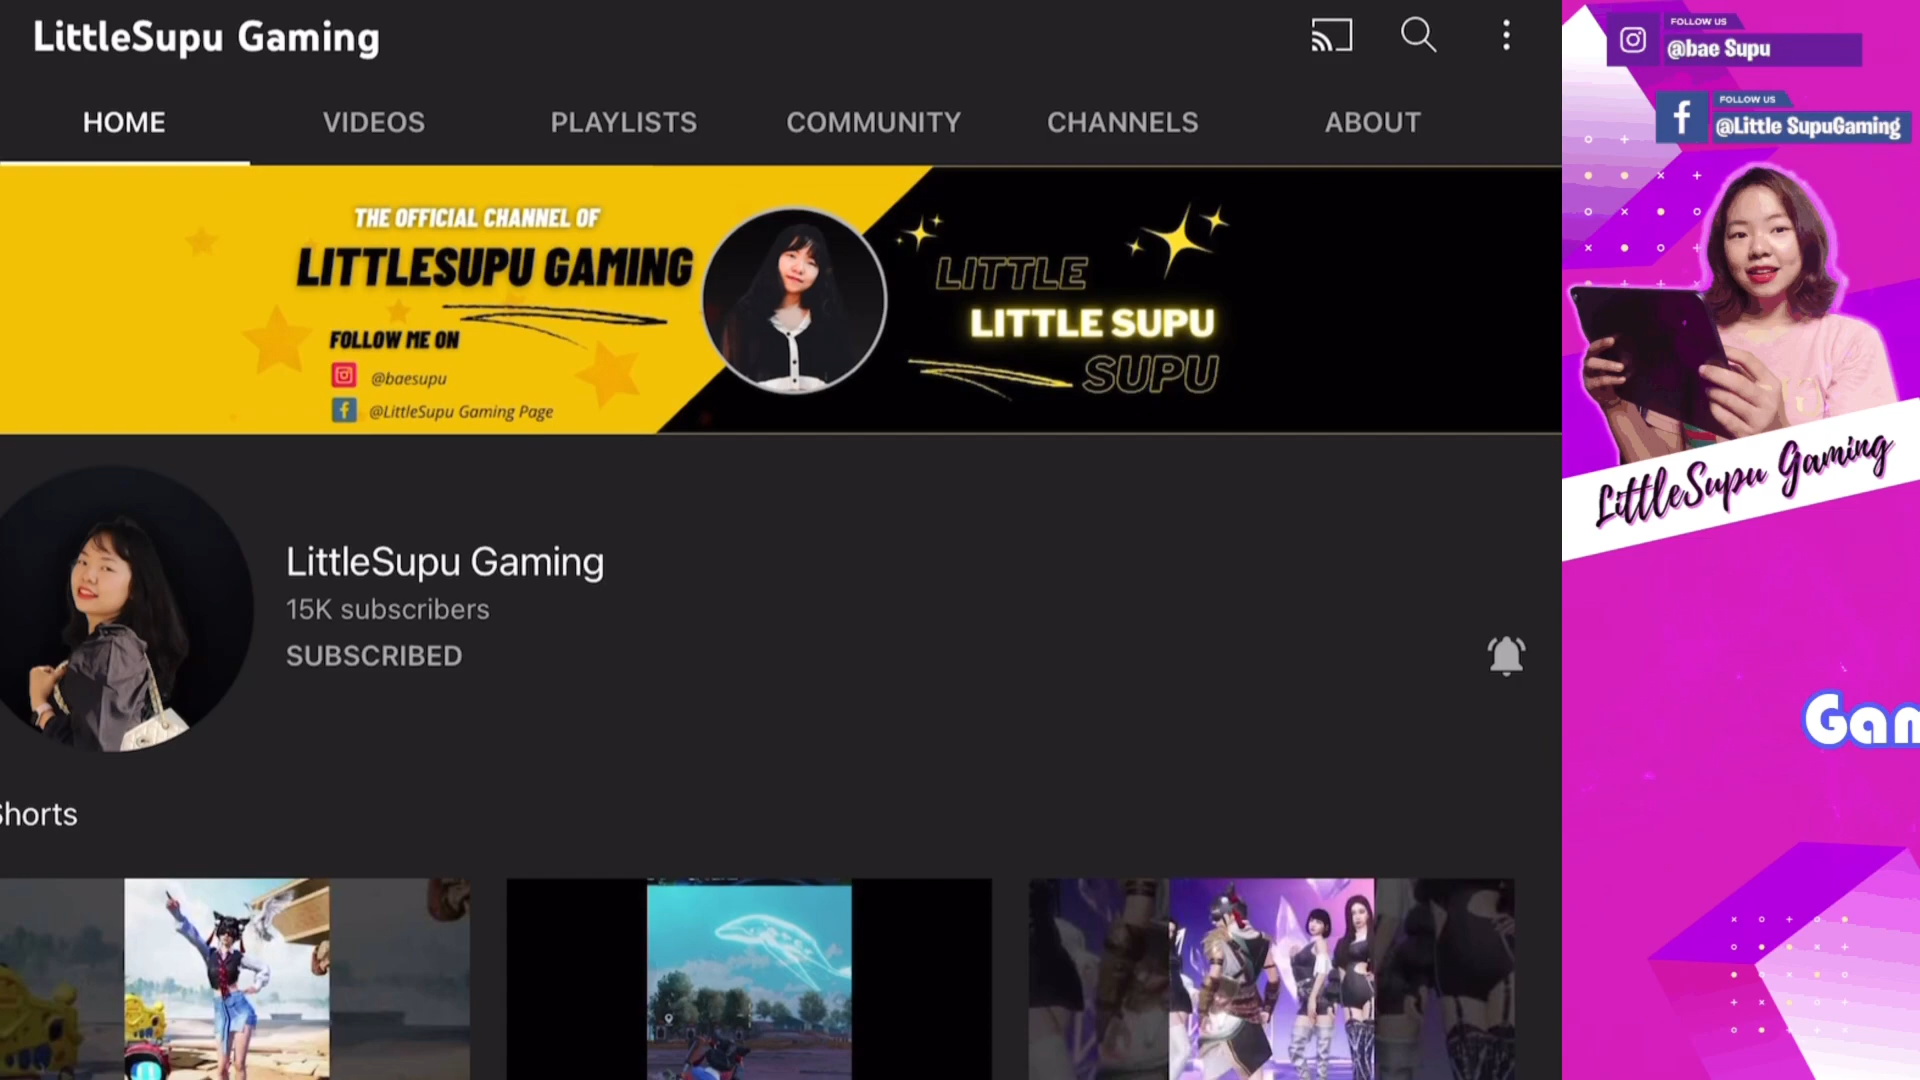 LittleSupu Gaming
HOME
VIDEOS
PLAYLISTS
COMMUNITY
CHANNELS
ABOUT
THE OFFICIAL CHANNEL OF
LITTLESUPU GAMING
FOLLOW ME ON
@baesupu
@LittleSupu Gaming Page
LITTLE
LITTLE SUPU
SUPU
LittleSupu Gaming
15K subscribers
SUBSCRIBED
Shorts
FOLLOW US
@bae Supu
FOLLOW US
@Little SupuGaming
LittleSupu Gaming